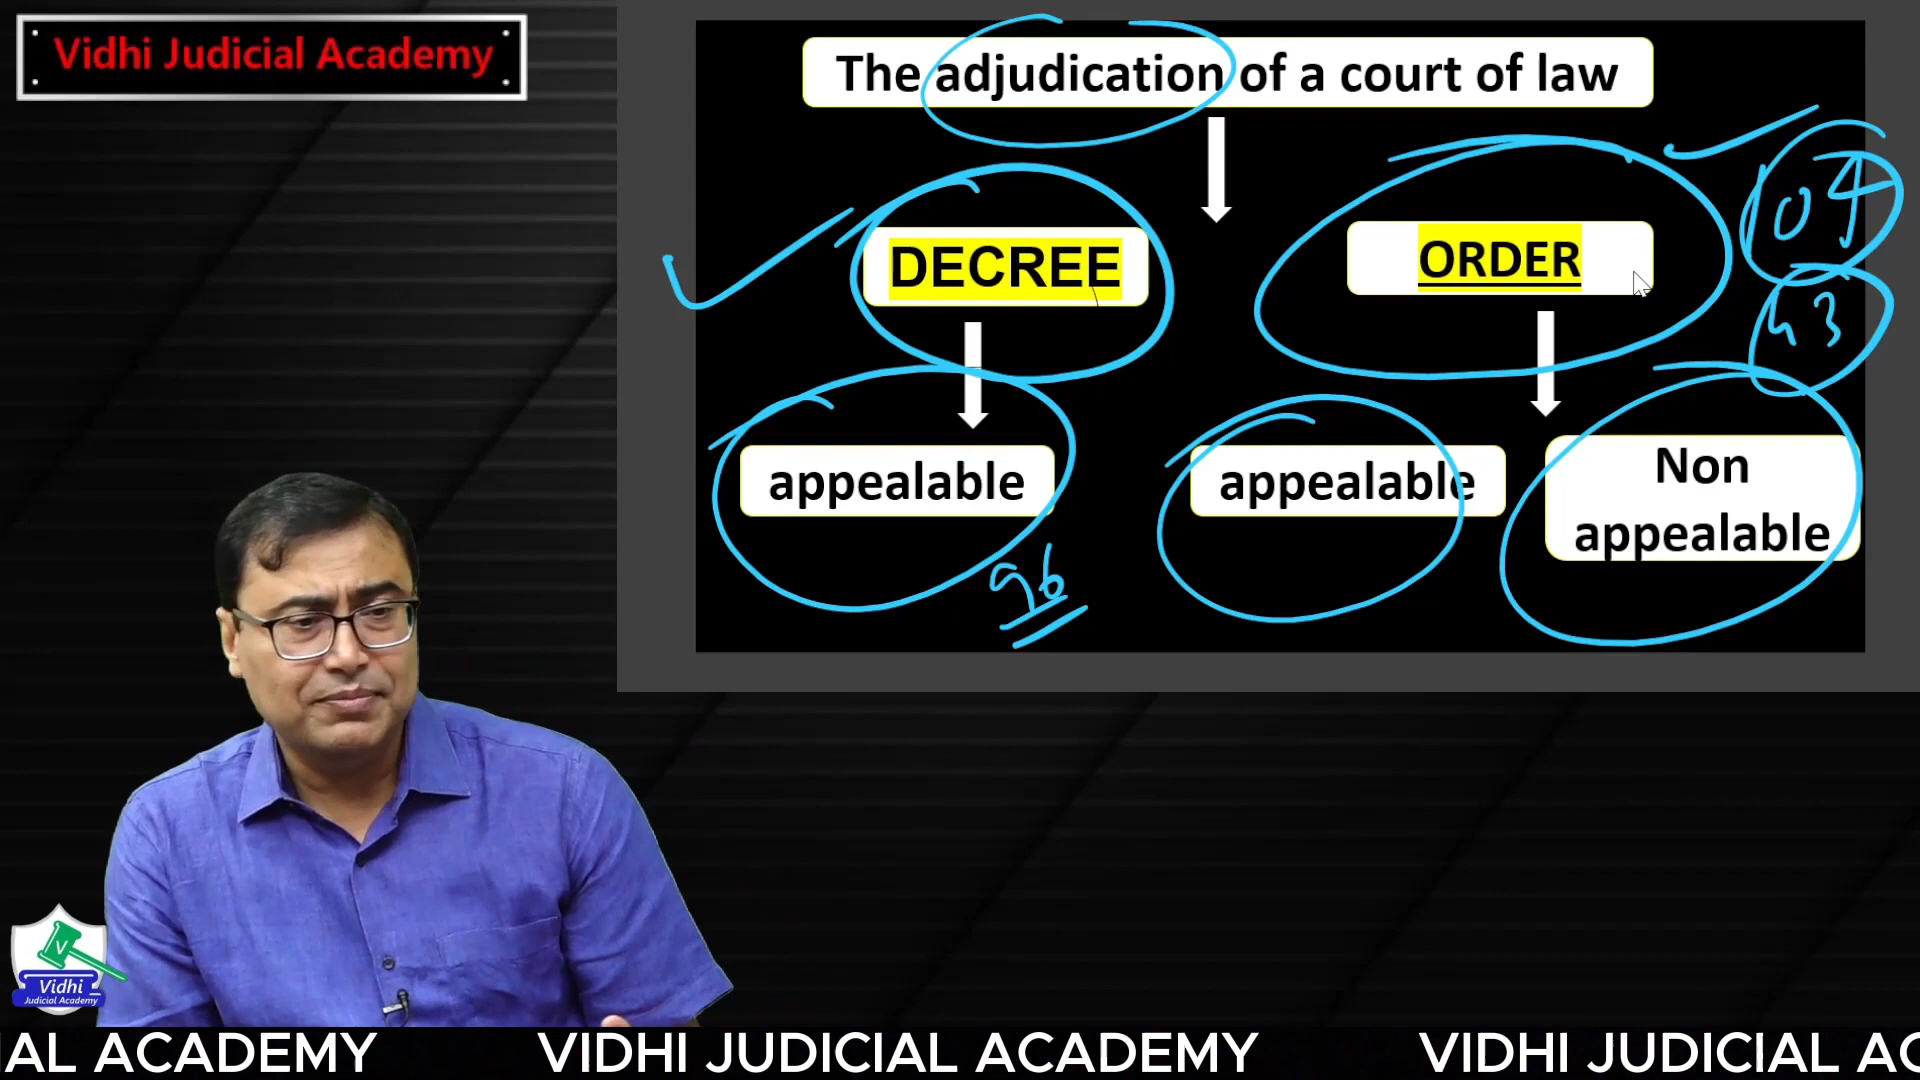 Vidhi Judicial Academy
The adjudication of a court of law
DECREE
ORDER
104
43
appealable
appealable
Non
appealable
96
V
Vidhi
Judicial Academy
IAL ACADEMY VIDHI JUDICIAL ACADEMY VIDHI JUDICIAL AC